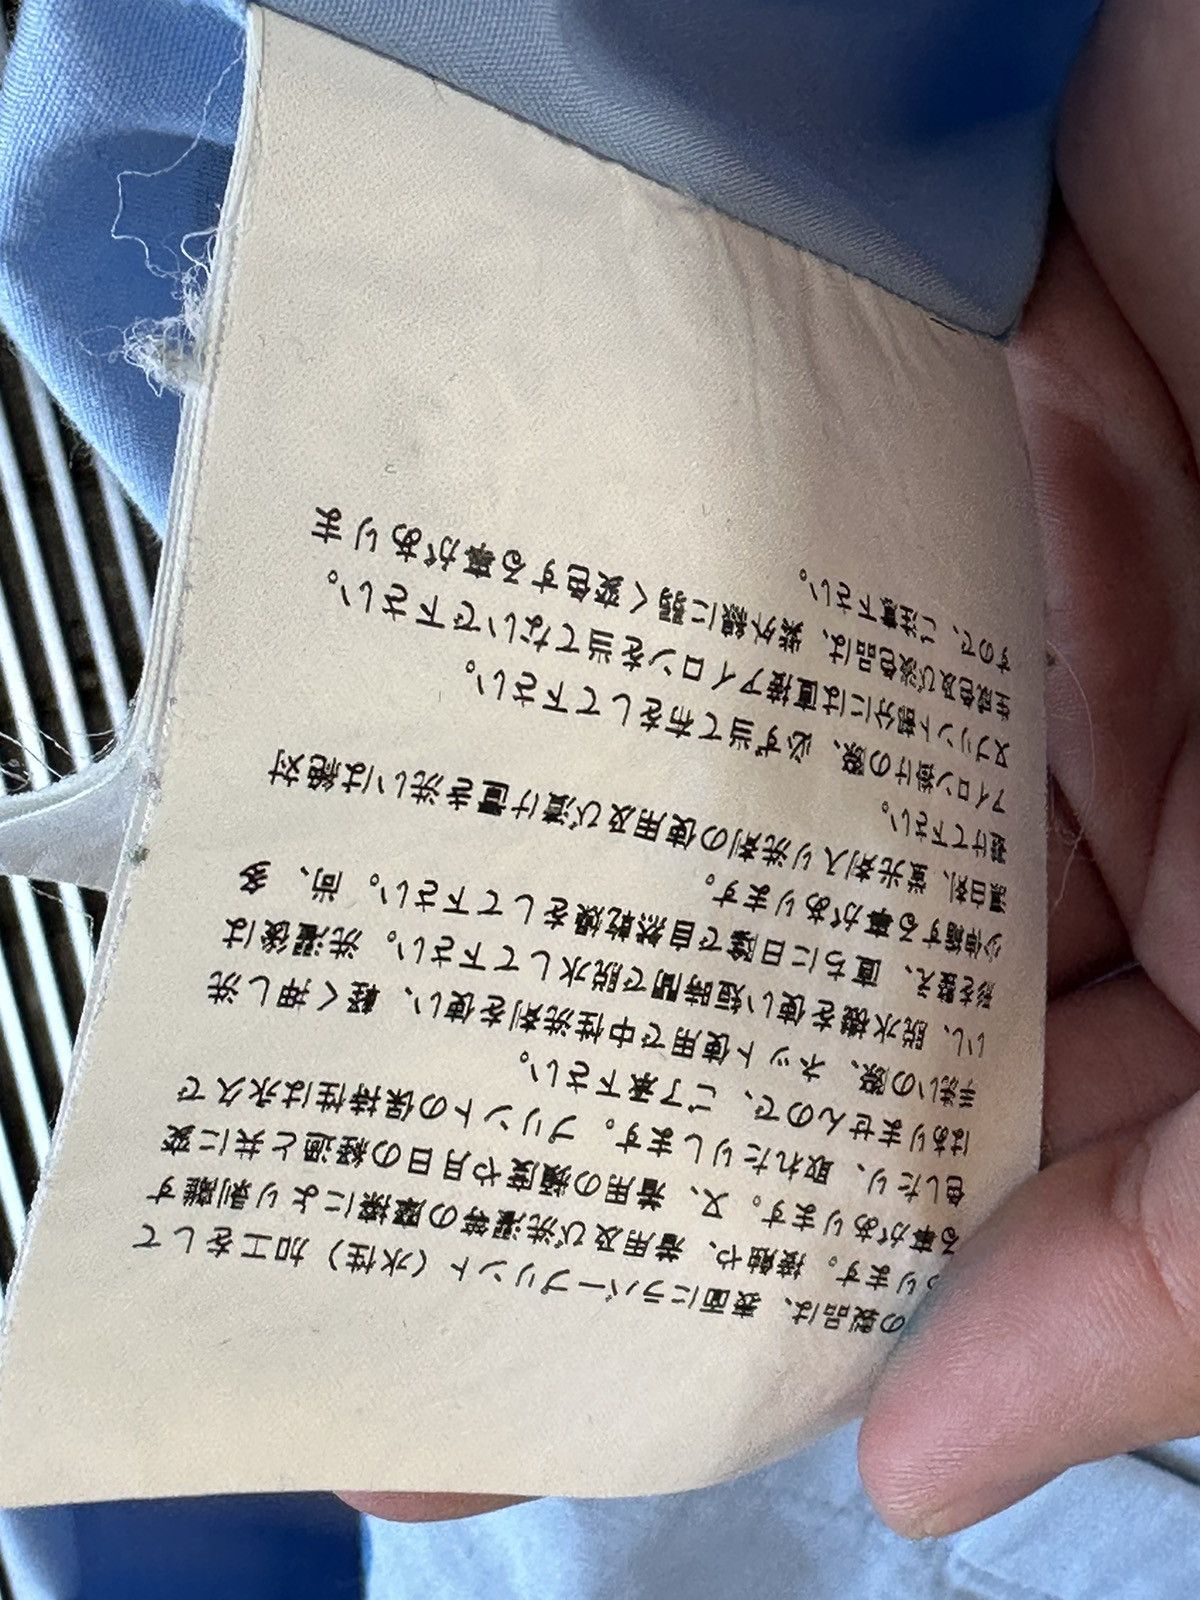 の製品は、表面にラバープリント（水性）加工をして
ります。接触や、着用及び洗濯等の摩擦により剥離す
る事があります。又、着用の頻度や月日の経過と共に変
色したり、取れたりします。プリントの保持性は永久で
はありませんので、ご了承下さい。
手洗いの際、ネット使用で中性洗剤を使い、軽く押し洗
いし、脱水機を使い短時間で脱水して下さい。洗濯後は
形を整え、直ちに日陰で自然乾燥をして下さい。尚、多
少伸縮する事があります。
漂白剤、蛍光剤入り洗剤の使用及び漬け置き洗いは絶対
避けて下さい。
アイロン掛けの際、必ず当て布をして下さい。
又プリント部分には直接アイロンを当てないで下さい。
生成色及び淡色品は、紫外線に弱く変色する事がありま
すので、ご注意下さい。